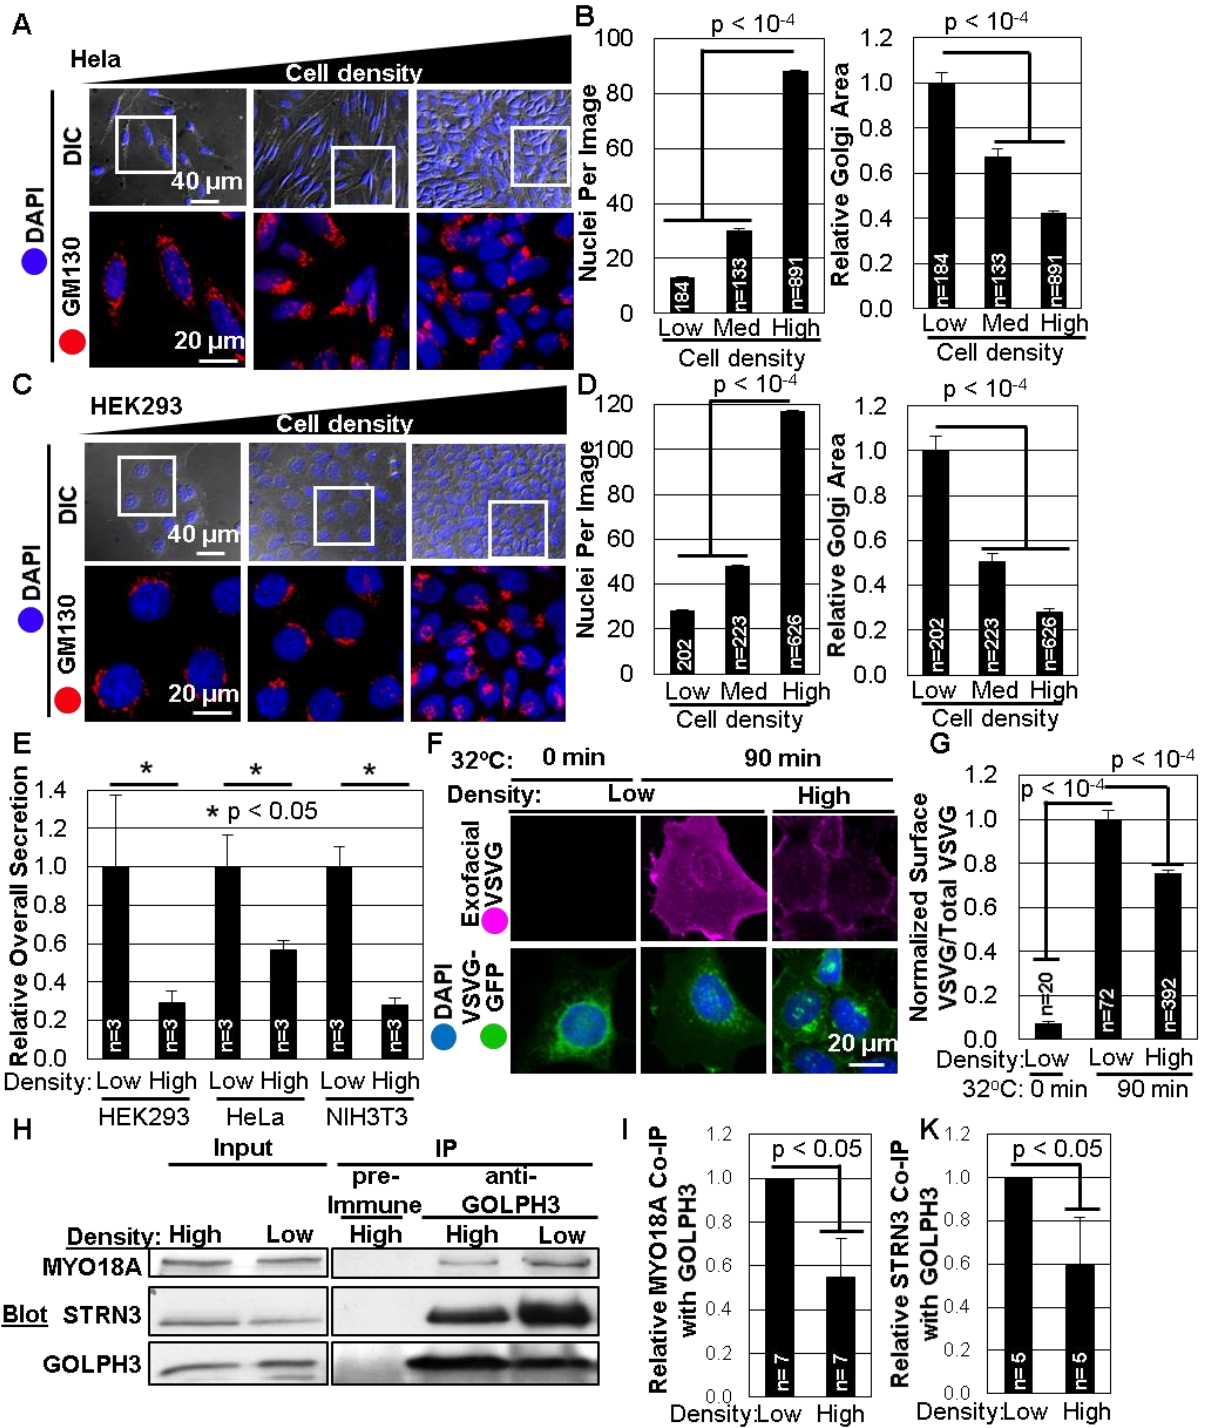 A
Hela
Cell density
DAPI
GM130
DIC
40 µm
20 µm
B
p < 10-4
Nuclei Per Image
100
80
60
40
20
0
184
n=133
n=891
Low Med High
Cell density
p < 10-4
Relative Golgi Area
1.2
1.0
0.8
0.6
0.4
0.2
0.0
n=184
n=133
n=891
Low Med High
Cell density
C
HEK293
Cell density
DAPI
GM130
DIC
40 µm
20 µm
D
p < 10-4
Nuclei Per Image
120
100
80
60
40
20
0
202
n=223
n=626
Low Med High
Cell density
p < 10-4
Relative Golgi Area
1.2
1.0
0.8
0.6
0.4
0.2
0.0
n=202
n=223
n=626
Low Med High
Cell density
E
Relative Overall Secretion
1.4
1.2
1.0
0.8
0.6
0.4
0.2
0.0
* * *
* p < 0.05
n=3 n=3 n=3 n=3 n=3 n=3
Density: Low High Low High Low High
HEK293 HeLa NIH3T3
F
32ºC: 0 min 90 min
Density: Low High
Exofacial
VSVG
DAPI
VSVG-
GFP
20 µm
G
p < 10-4
p < 10-4
Normalized Surface
VSVG/Total VSVG
1.2
1.0
0.8
0.6
0.4
0.2
0.0
n=20
n=72
n=392
Density: Low Low High
32ºC: 0 min 90 min
H
Input IP
pre-
Immune
anti-
GOLPH3
Density: High Low High High Low
MYO18A
Blot STRN3
GOLPH3
I
p < 0.05
Relative MYO18A Co-IP
with GOLPH3
1.2
1.0
0.8
0.6
0.4
0.2
0.0
n= 7
n= 7
Density: Low High
K
p < 0.05
Relative STRN3 Co-IP
with GOLPH3
1.2
1.0
0.8
0.6
0.4
0.2
0.0
n= 5
n= 5
Density: Low High